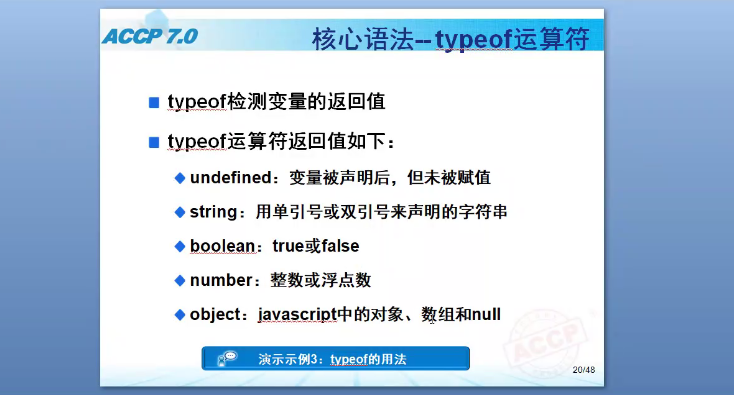 ACCP 7.0
核心语法--typeof运算符
typeof检测变量的返回值
typeof运算符返回值如下：
undefined：变量被声明后，但未被赋值
string：用单引号或双引号来声明的字符串
boolean：true或false
number：整数或浮点数
object：javascript中的对象、数组和null
ACCP
演示示例3：typeof的用法
20/48